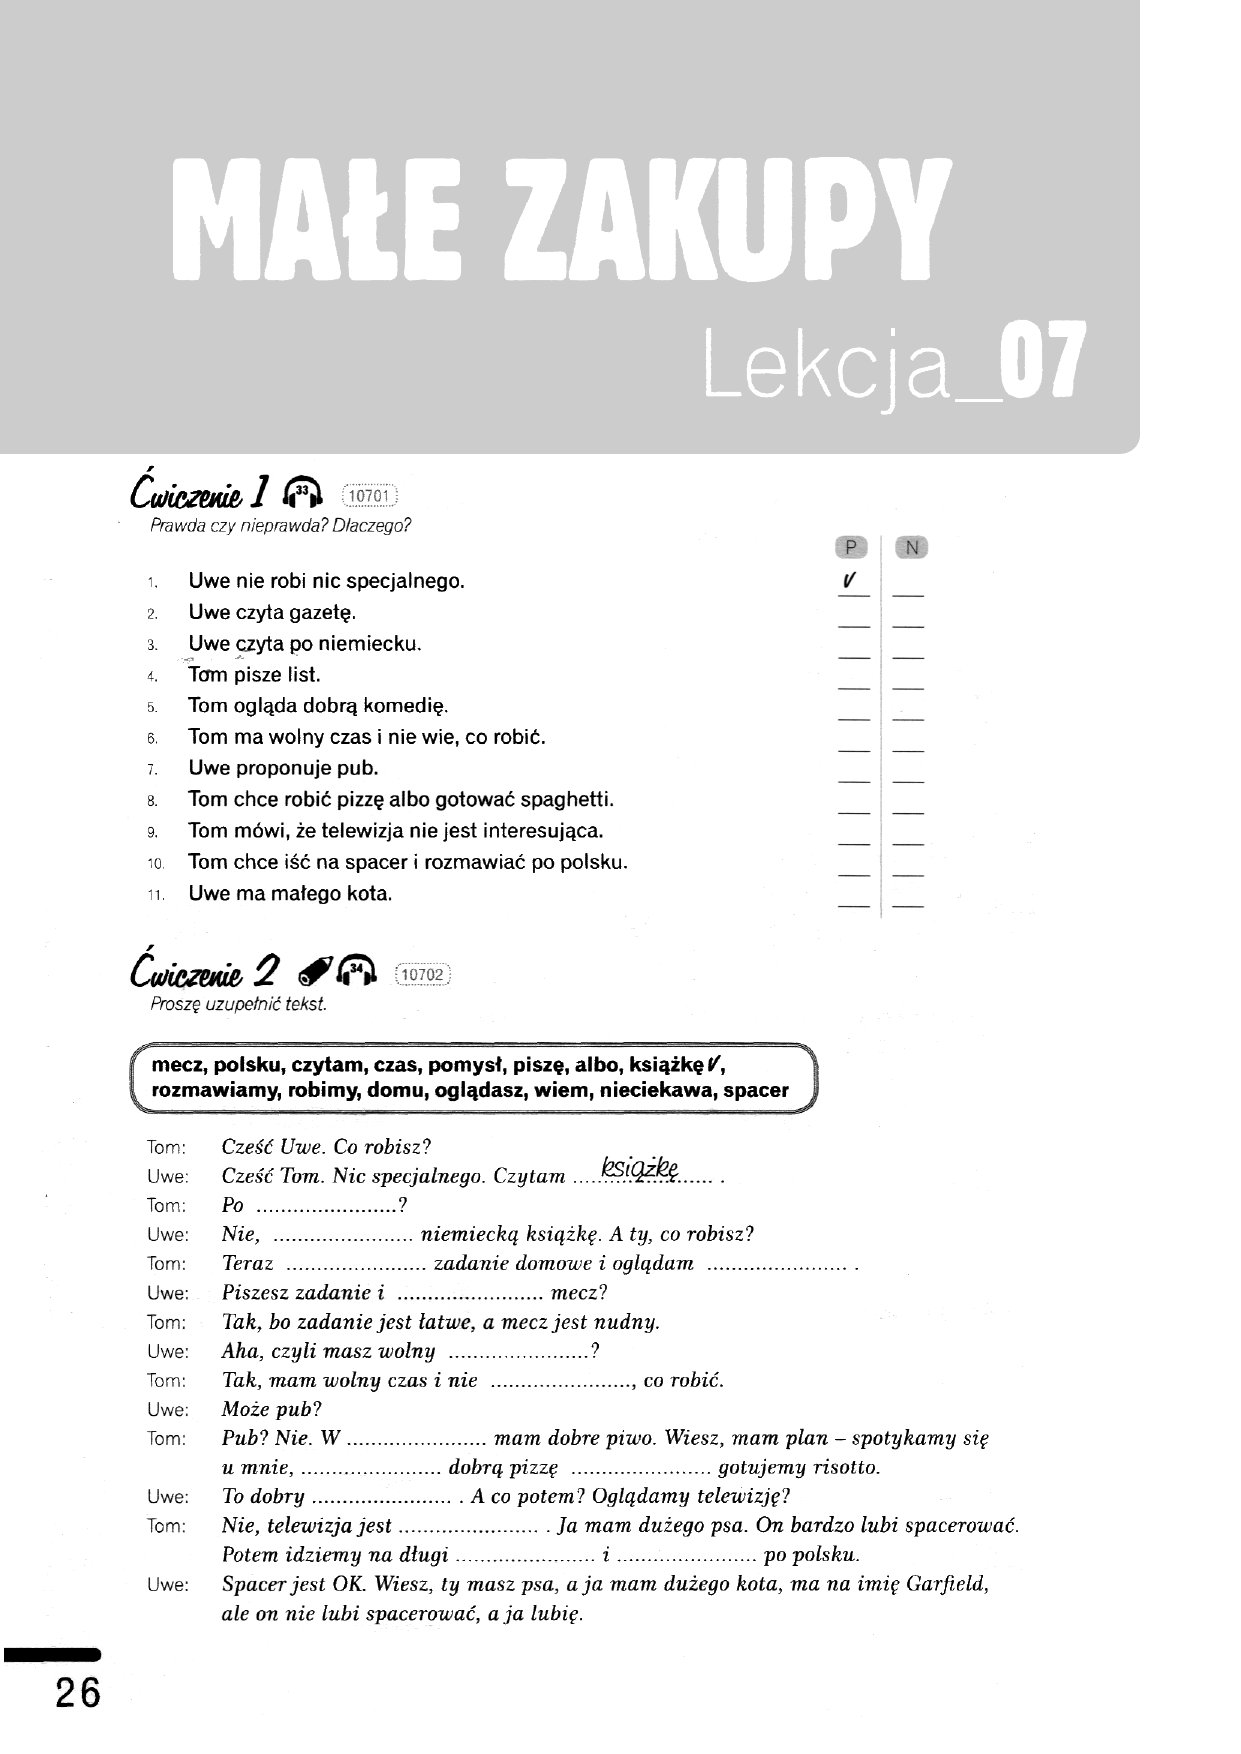 MAŁE ZAKUPY
Lekcja_07
Ćwiczenie 1 33 10701
Prawda czy nieprawda? Dlaczego?
P N
1. Uwe nie robi nic specjalnego. ✓
2. Uwe czyta gazetę.
3. Uwe czyta po niemiecku.
4. Tom pisze list.
5. Tom ogląda dobrą komedię.
6. Tom ma wolny czas i nie wie, co robić.
7. Uwe proponuje pub.
8. Tom chce robić pizzę albo gotować spaghetti.
9. Tom mówi, że telewizja nie jest interesująca.
10. Tom chce iść na spacer i rozmawiać po polsku.
11. Uwe ma małego kota.
Ćwiczenie 2 34 10702
Proszę uzupełnić tekst.
mecz, polsku, czytam, czas, pomysł, piszę, albo, książkę ✓,
rozmawiamy, robimy, domu, oglądasz, wiem, nieciekawa, spacer
Tom: Cześć Uwe. Co robisz?
Uwe: Cześć Tom. Nic specjalnego. Czytam ....książkę...... .
Tom: Po .......................?
Uwe: Nie, ....................... niemiecką książkę. A ty, co robisz?
Tom: Teraz ....................... zadanie domowe i oglądam ....................... .
Uwe: Piszesz zadanie i ........................ mecz?
Tom: Tak, bo zadanie jest łatwe, a mecz jest nudny.
Uwe: Aha, czyli masz wolny .......................?
Tom: Tak, mam wolny czas i nie ......................., co robić.
Uwe: Może pub?
Tom: Pub? Nie. W ....................... mam dobre piwo. Wiesz, mam plan – spotykamy się
u mnie, ....................... dobrą pizzę ....................... gotujemy risotto.
Uwe: To dobry ....................... . A co potem? Oglądamy telewizję?
Tom: Nie, telewizja jest ....................... . Ja mam dużego psa. On bardzo lubi spacerować.
Potem idziemy na długi ....................... i ....................... po polsku.
Uwe: Spacer jest OK. Wiesz, ty masz psa, a ja mam dużego kota, ma na imię Garfield,
ale on nie lubi spacerować, a ja lubię.
26